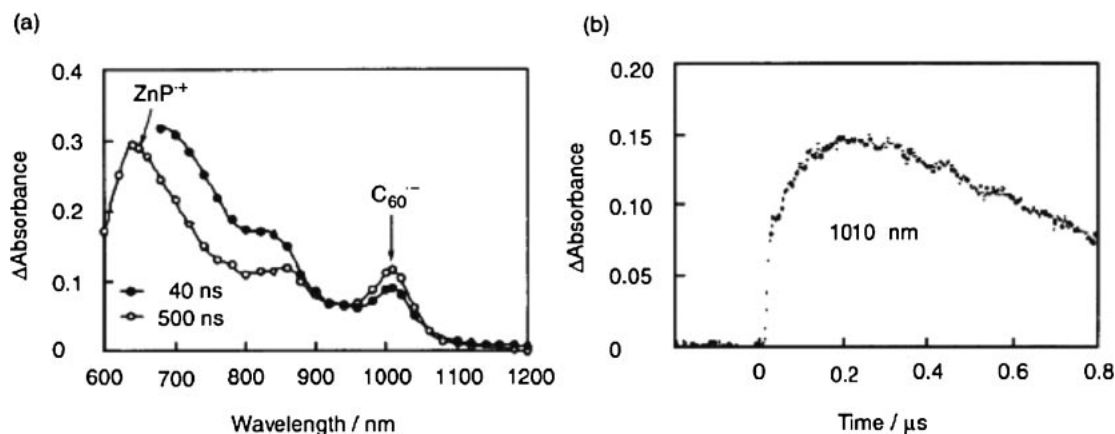 (a)
0.4
0.3
0.2
0.1
0
ΔAbsorbance
ZnP·+
C60·−
40 ns
500 ns
600 700 800 900 1000 1100 1200
Wavelength / nm
(b)
0.20
0.15
0.10
0.05
0
ΔAbsorbance
1010 nm
0 0.2 0.4 0.6 0.8
Time / μs